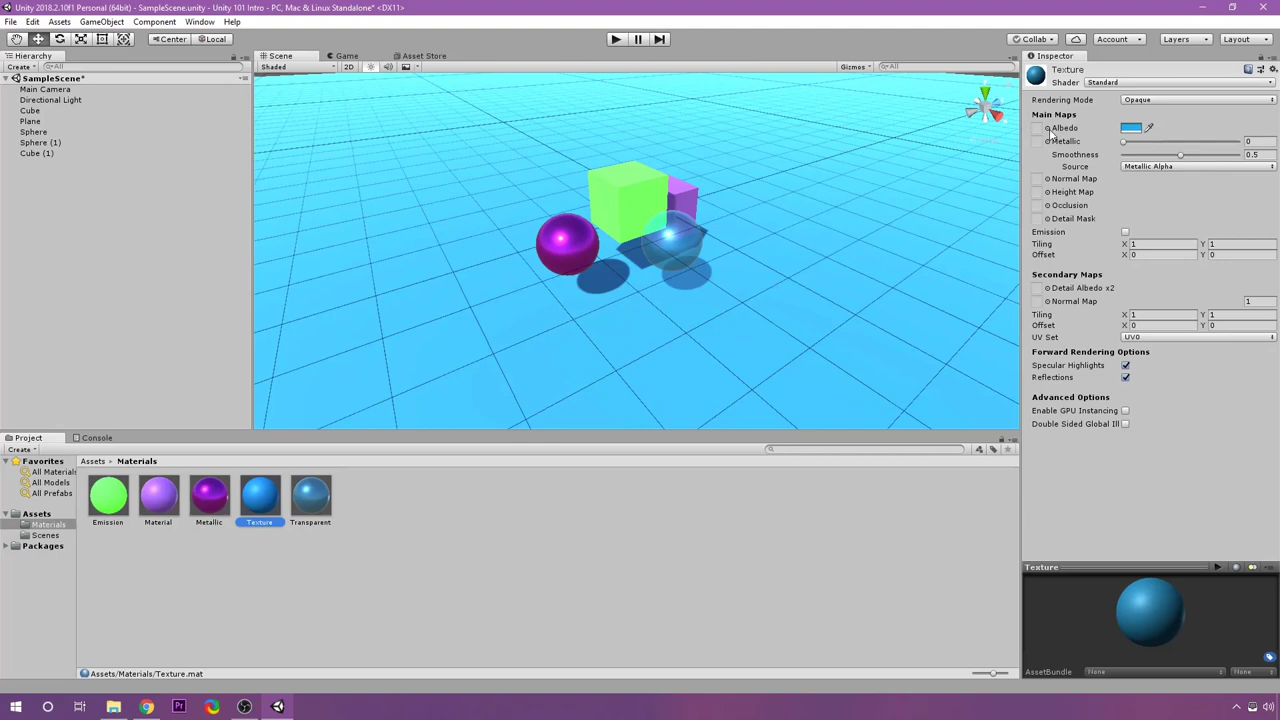 Unity 2018.2.10f1 Personal (64bit) - SampleScene.unity - Unity 101 Intro - PC, Mac & Linux Standalone* <DX11>
File Edit Assets GameObject Component Window Help
Center Local Collab Account Layers Layout
Hierarchy
Create All
SampleScene*
Main Camera
Directional Light
Cube
Plane
Sphere
Sphere (1)
Cube (1)
Scene Game Asset Store
Shaded 2D Gizmos All
Inspector
Texture
Shader Standard
Rendering Mode Opaque
Main Maps
Albedo
Metallic 0
Smoothness 0.5
Source Metallic Alpha
Normal Map
Height Map
Occlusion
Detail Mask
Emission
Tiling X 1 Y 1
Offset X 0 Y 0
Secondary Maps
Detail Albedo x2
Normal Map 1
Tiling X 1 Y 1
Offset X 0 Y 0
UV Set UV0
Forward Rendering Options
Specular Highlights
Reflections
Advanced Options
Enable GPU Instancing
Double Sided Global Ill
Project Console
Create
Favorites
All Materials
All Models
All Prefabs
Assets
Materials
Scenes
Packages
Assets Materials
Emission Material Metallic Texture Transparent
Assets/Materials/Texture.mat
Texture
AssetBundle None None
Pr